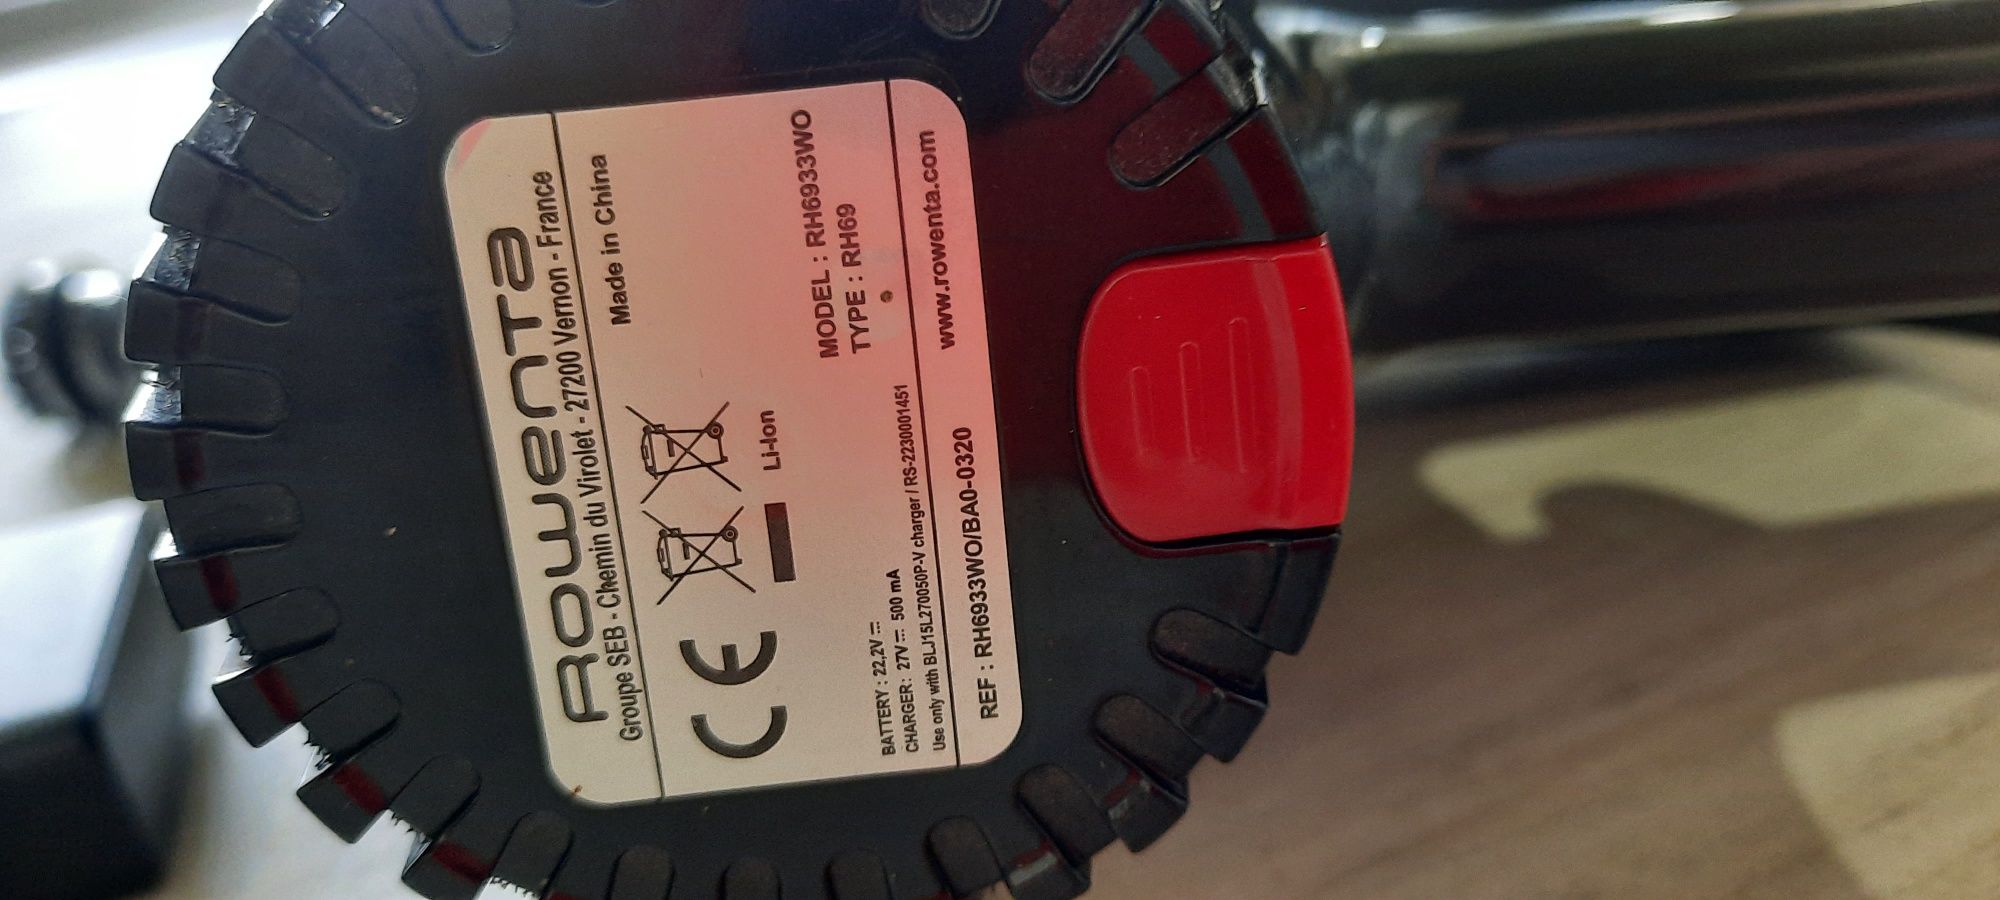 ROWENTA
Groupe SEB - Chemin du Virolet - 27200 Vernon - France
Made in China
CE
Li-Ion
MODEL : RH6933WO
TYPE : RH69
BATTERY : 22,2V⎓
CHARGER: 27V⎓ 500 mA
Use only with BLJ15L270050P-V charger / RS-2230001451
REF : RH6933WO/BA0-0320
www.rowenta.com